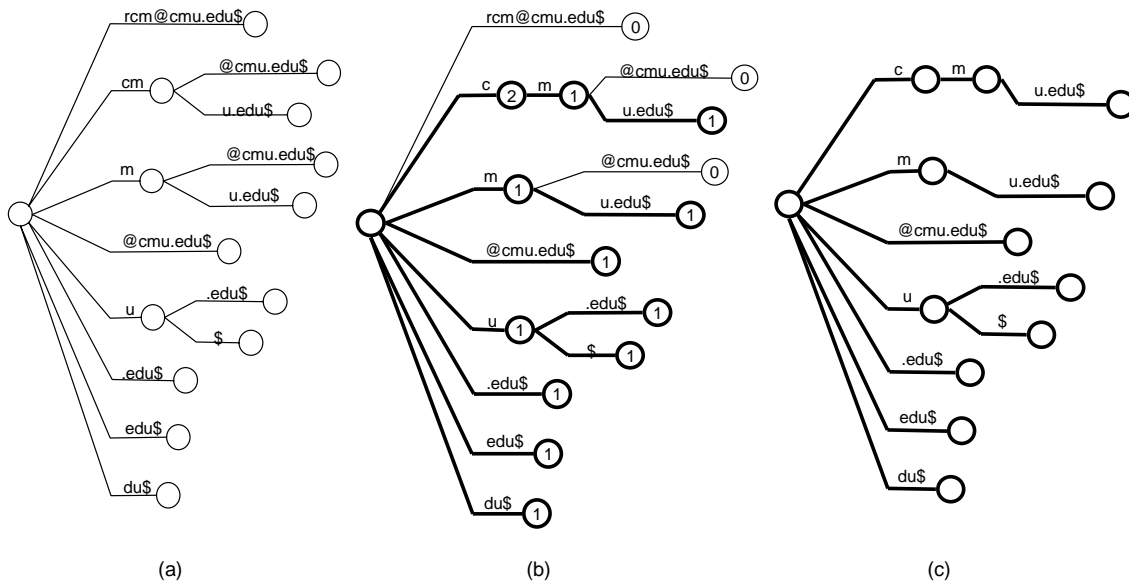 rcm@cmu.edu$
cm
@cmu.edu$
u.edu$
m
@cmu.edu$
u.edu$
@cmu.edu$
u
.edu$
$
.edu$
edu$
du$
(a)
rcm@cmu.edu$
0
c
2
m
1
@cmu.edu$
0
u.edu$
1
m
1
@cmu.edu$
0
u.edu$
1
@cmu.edu$
1
u
1
.edu$
1
$
1
.edu$
1
edu$
1
du$
1
(b)
c
m
u.edu$
m
u.edu$
@cmu.edu$
u
.edu$
$
.edu$
edu$
du$
(c)